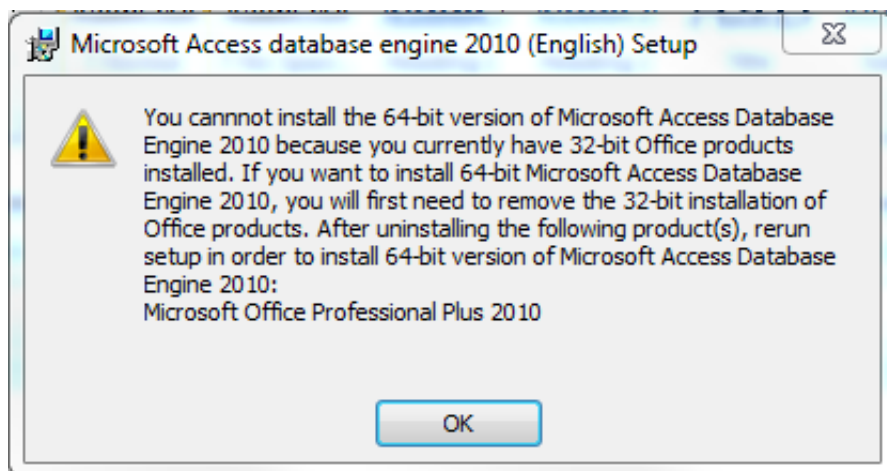 Microsoft Access database engine 2010 (English) Setup
You cannnot install the 64-bit version of Microsoft Access Database
Engine 2010 because you currently have 32-bit Office products
installed. If you want to install 64-bit Microsoft Access Database
Engine 2010, you will first need to remove the 32-bit installation of
Office products. After uninstalling the following product(s), rerun
setup in order to install 64-bit version of Microsoft Access Database
Engine 2010:
Microsoft Office Professional Plus 2010
OK